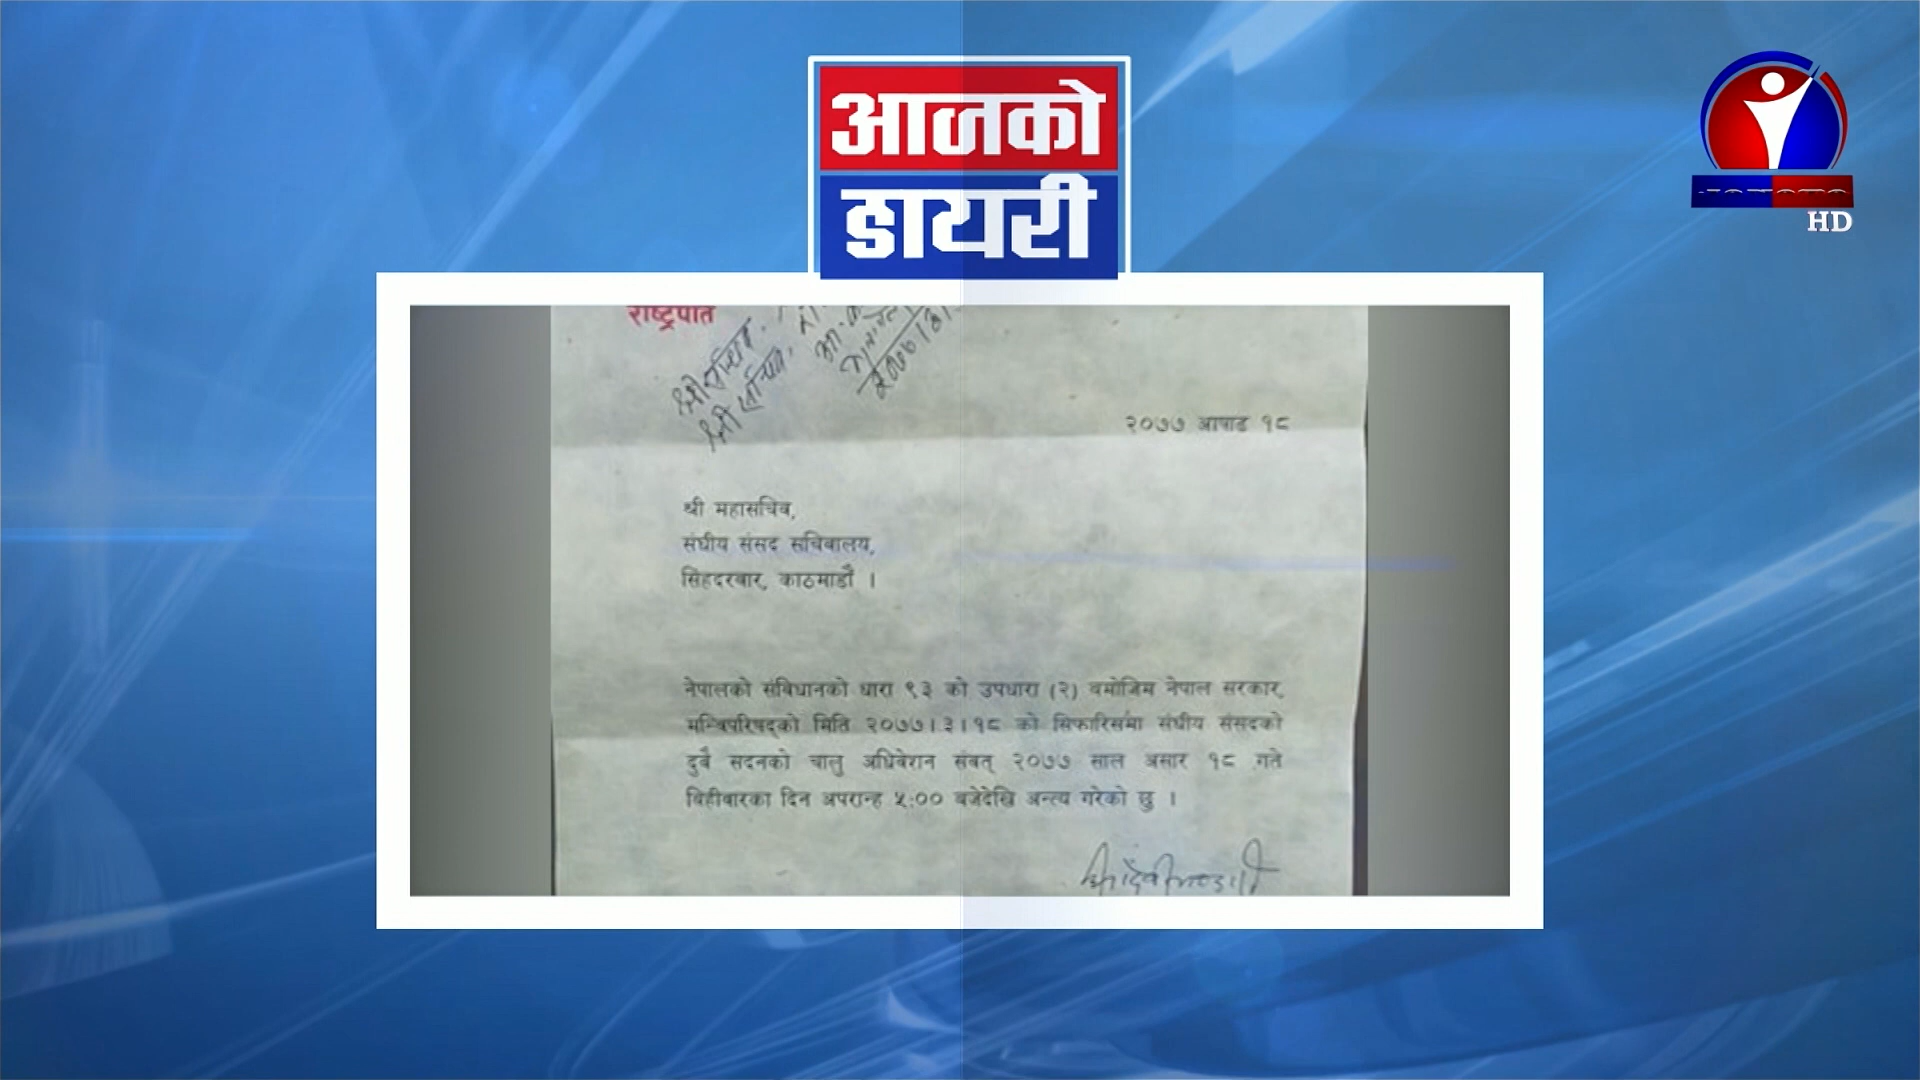 आजको
डायरी
HD
राष्ट्रपति
२०७७ आषाढ १८
श्री महासचिव,
संघीय संसद सचिवालय,
सिंहदरबार, काठमाडौं ।
नेपालको संविधानको धारा ९३ को उपधारा (२) बमोजिम नेपाल सरकार,
मन्त्रिपरिषद्को मिति २०७७।३।१८ को सिफारिसमा संघीय संसदको
दुवै सदनको चालु अधिवेशन संवत् २०७७ साल असार १८ गते
बिहीबारका दिन अपरान्ह ५:०० बजेदेखि अन्त्य गरेको छु ।